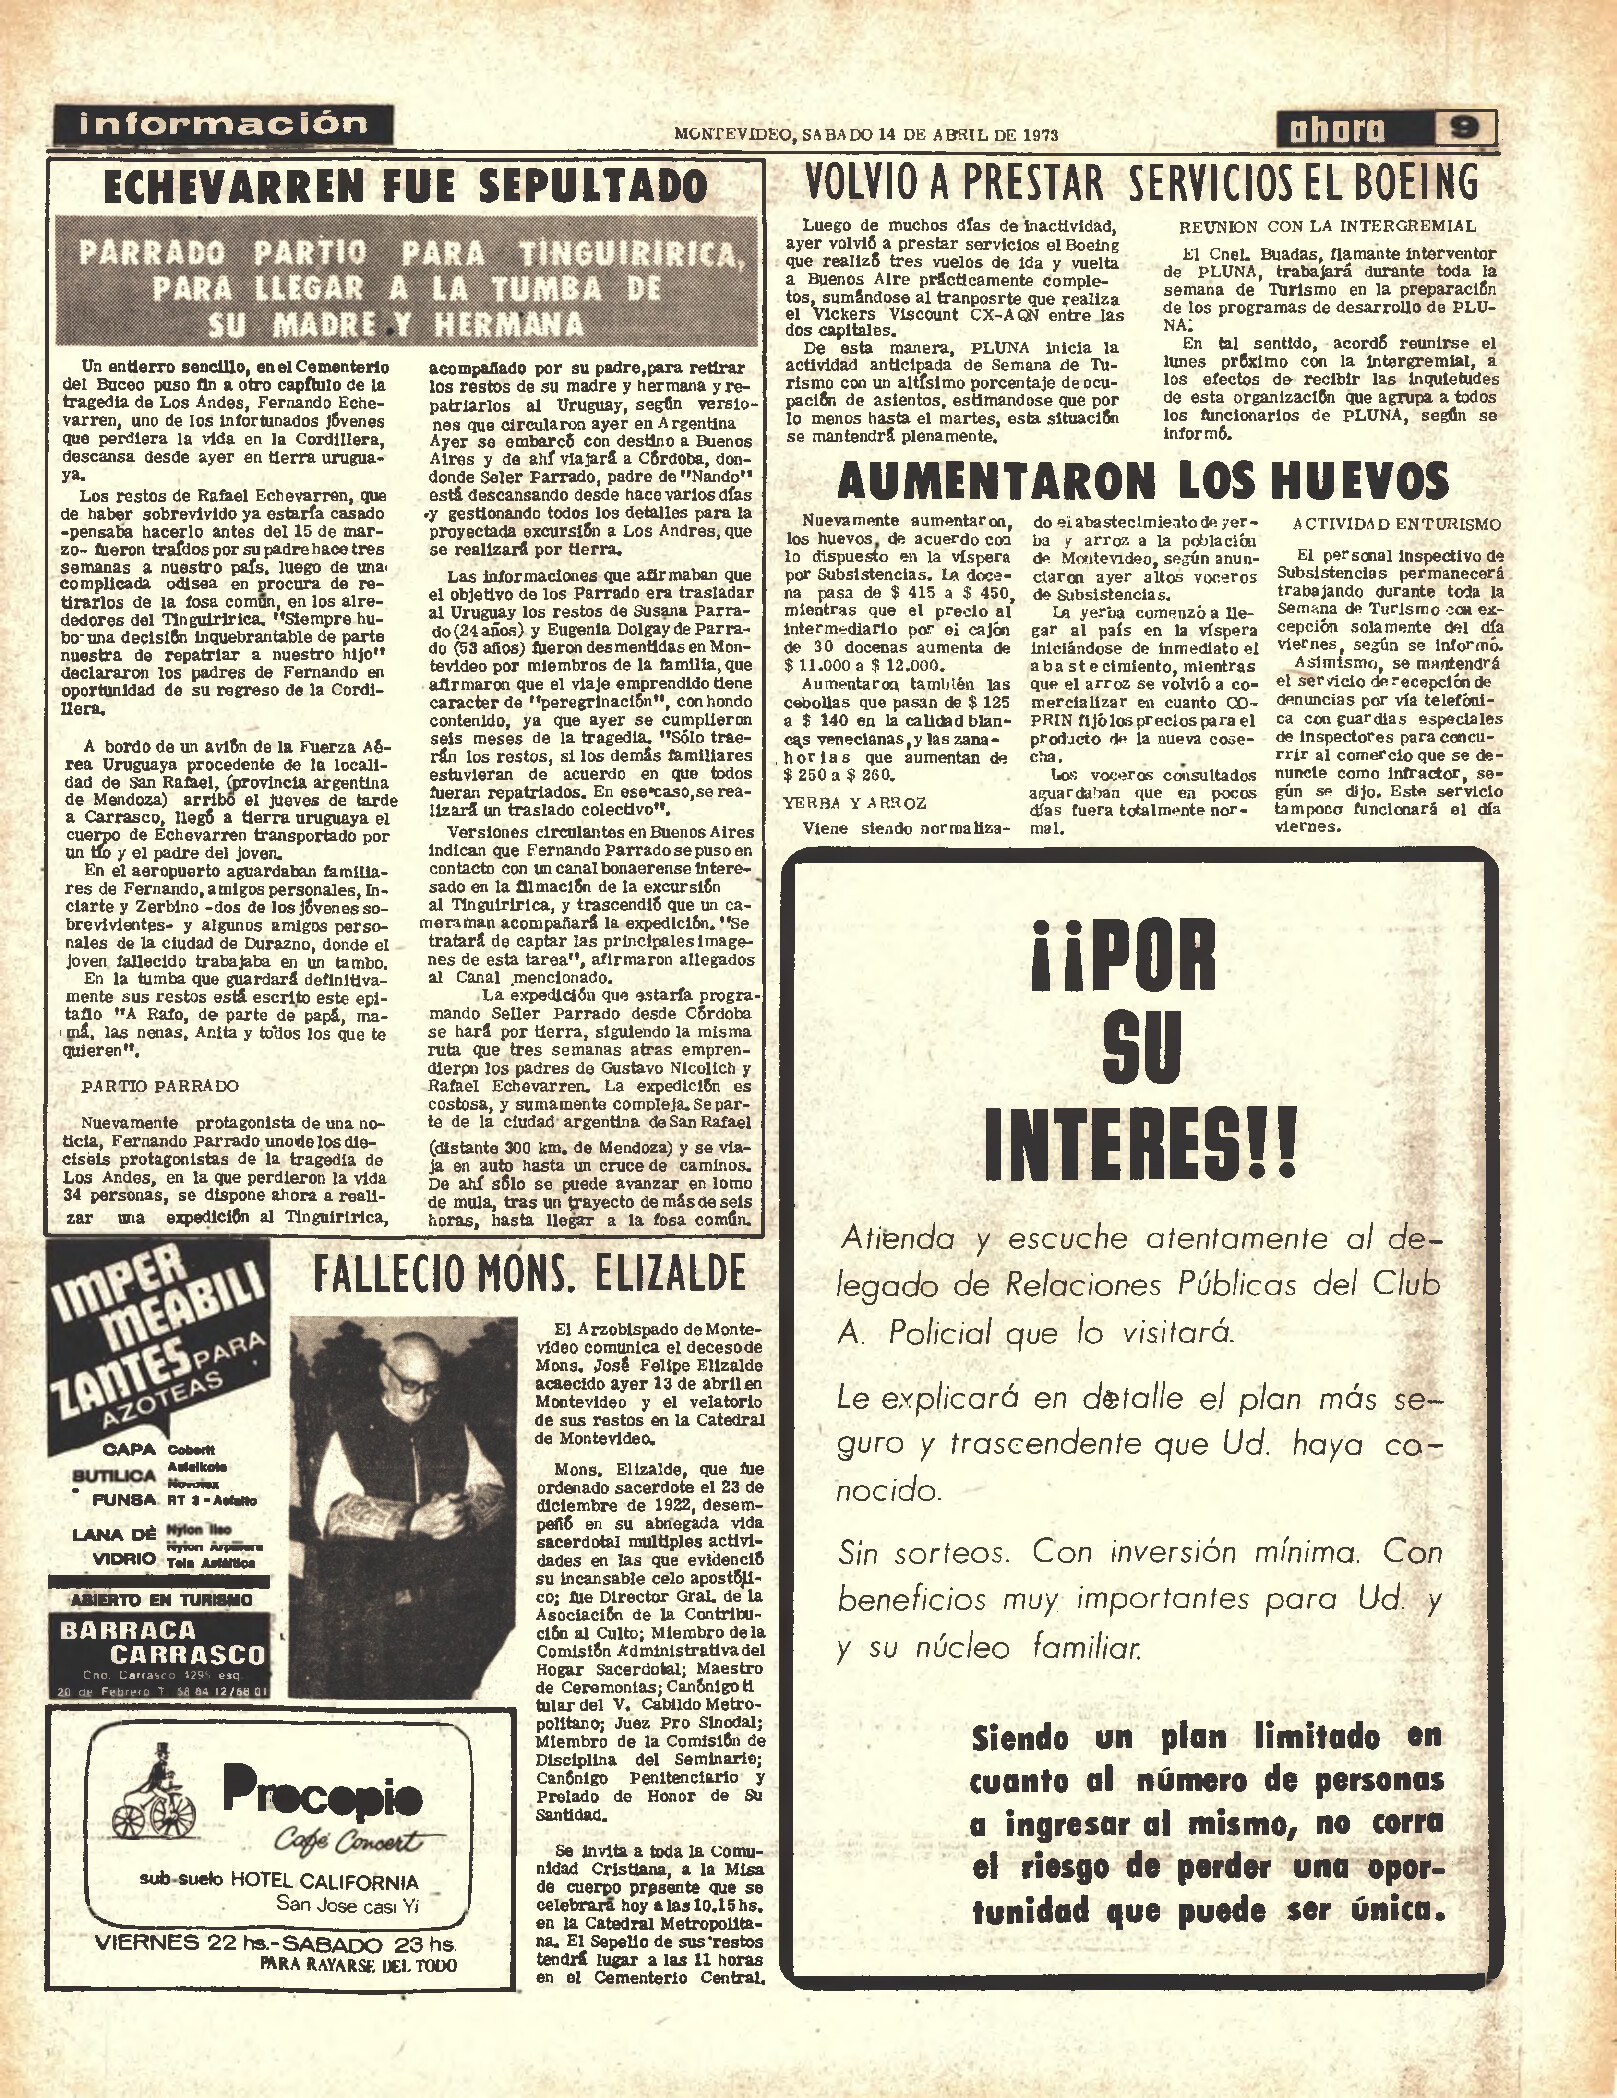 información
MONTEVIDEO, SABADO 14 DE ABRIL DE 1973
ahora 9
ECHEVARREN FUE SEPULTADO
PARRADO PARTIO PARA TINGUIRIRICA,
PARA LLEGAR A LA TUMBA DE
SU MADRE Y HERMANA
Un entierro sencillo, en el Cementerio
del Buceo puso fin a otro capítulo de la
tragedia de Los Andes, Fernando Eche-
varren, uno de los infortunados jóvenes
que perdiera la vida en la Cordillera,
descansa desde ayer en tierra urugua-
ya.
Los restos de Rafael Echevarren, que
de haber sobrevivido ya estaría casado
-pensaba hacerlo antes del 15 de mar-
zo- fueron traídos por su padre hace tres
semanas a nuestro país, luego de una
complicada odisea en procura de re-
tirarlos de la fosa común, en los alre-
dedores del Tinguiririca. "Siempre hu-
bo una decisión inquebrantable de parte
nuestra de repatriar a nuestro hijo"
declararon los padres de Fernando en
oportunidad de su regreso de la Cordi-
llera.
A bordo de un avión de la Fuerza Aé-
rea Uruguaya procedente de la locali-
dad de San Rafael, (provincia argentina
de Mendoza) arribó el jueves de tarde
a Carrasco, llegó a tierra uruguaya el
cuerpo de Echevarren transportado por
un tío y el padre del joven.
En el aeropuerto aguardaban familia-
res de Fernando, amigos personales, In-
ciarte y Zerbino -dos de los jóvenes so-
brevivientes- y algunos amigos perso-
nales de la ciudad de Durazno, donde el
joven fallecido trabajaba en un tambo.
En la tumba que guardará definitiva-
mente sus restos está escrito este epi-
tafio "A Rafo, de parte de papá, ma-
má, las nenas, Anita y todos los que te
quieren".
PARTIO PARRADO
Nuevamente protagonista de una no-
ticia, Fernando Parrado uno de los die-
ciseis protagonistas de la tragedia de
Los Andes, en la que perdieron la vida
34 personas, se dispone ahora a reali-
zar una expedición al Tinguiririca,
acompañado por su padre, para retirar
los restos de su madre y hermana y re-
patriarlos al Uruguay, según versio-
nes que circularon ayer en Argentina
Ayer se embarcó con destino a Buenos
Aires y de ahí viajará a Córdoba, don-
donde Seler Parrado, padre de "Nando"
está descansando desde hace varios días
y gestionando todos los detalles para la
proyectada excursión a Los Andres, que
se realizará por tierra.
Las informaciones que afirmaban que
el objetivo de los Parrado era trasladar
al Uruguay los restos de Susana Parra-
do (24 años) y Eugenia Dolgay de Parra-
do (53 años) fueron desmentidas en Mon-
tevideo por miembros de la familia, que
afirmaron que el viaje emprendido tiene
caracter de "peregrinación", con hondo
contenido, ya que ayer se cumplieron
seis meses de la tragedia. "Sólo trae-
rán los restos, si los demás familiares
estuvieran de acuerdo en que todos
fueran repatriados. En ese caso, se rea-
lizará un traslado colectivo".
Versiones circulantes en Buenos Aires
indican que Fernando Parrado se puso en
contacto con un canal bonaerense intere-
sado en la filmación de la excursión
al Tinguiririca, y trascendió que un ca-
meraman acompañará la expedición. "Se
tratará de captar las principales image-
nes de esta tarea", afirmaron allegados
al Canal mencionado.
La expedición que estaría progra-
mando Seller Parrado desde Córdoba
se hará por tierra, siguiendo la misma
ruta que tres semanas atras empren-
dieron los padres de Gustavo Nicolich y
Rafael Echevarren. La expedición es
costosa, y sumamente compleja. Se par-
te de la ciudad argentina de San Rafael
(distante 300 km. de Mendoza) y se via-
ja en auto hasta un cruce de caminos.
De ahí sólo se puede avanzar en lomo
de mula, tras un trayecto de más de seis
horas, hasta llegar a la fosa común.
VOLVIO A PRESTAR SERVICIOS EL BOEING
Luego de muchos días de inactividad,
ayer volvió a prestar servicios el Boeing
que realizó tres vuelos de ida y vuelta
a Buenos Aire prácticamente comple-
tos, sumándose al tranposrte que realiza
el Vickers Viscount CX-AQN entre las
dos capitales.
De esta manera, PLUNA inicia la
actividad anticipada de Semana de Tu-
rismo con un altísimo porcentaje de ocu-
pación de asientos, estimandose que por
lo menos hasta el martes, esta situación
se mantendrá plenamente.
REUNION CON LA INTERGREMIAL
El Cnel. Buadas, flamante interventor
de PLUNA, trabajará durante toda la
semana de Turismo en la preparación
de los programas de desarrollo de PLU-
NA.
En tal sentido, acordó reunirse el
lunes próximo con la intergremial, a
los efectos de recibir las inquietudes
de esta organización que agrupa a todos
los funcionarios de PLUNA, según se
informó.
AUMENTARON LOS HUEVOS
Nuevamente aumentaron,
los huevos, de acuerdo con
lo dispuesto en la víspera
por Subsistencias. La doce-
na pasa de $ 415 a $ 450,
mientras que el precio al
intermediario por el cajón
de 30 docenas aumenta de
$ 11.000 a $ 12.000.
Aumentaron también las
cebollas que pasan de $ 125
a $ 140 en la calidad blan-
cas venecianas, y las zana-
horias que aumentan de
$ 250 a $ 260.
YERBA Y ARROZ
Viene siendo normaliza-
do el abastecimiento de yer-
ba y arroz a la población
de Montevideo, según anun-
ciaron ayer altos voceros
de Subsistencias.
La yerba comenzó a lle-
gar al país en la víspera
iniciándose de inmediato el
abastecimiento, mientras
que el arroz se volvió a co-
mercializar en cuanto CO-
PRIN fijó los precios para el
producto de la nueva cose-
cha.
Los voceros consultados
aguardaban que en pocos
días fuera totalmente nor-
mal.
ACTIVIDAD EN TURISMO
El personal inspectivo de
Subsistencias permanecerá
trabajando durante toda la
Semana de Turismo con ex-
cepción solamente del día
viernes, según se informó.
Asimismo, se mantendrá
el servicio de recepción de
denuncias por vía telefóni-
ca con guardias especiales
de inspectores para concu-
rrir al comercio que se de-
nuncie como infractor, se-
gún se dijo. Este servicio
tampoco funcionará el día
viernes.
IMPER
MEABILI
ZANTES PARA
AZOTEAS
CAPA Coberit
BUTILICA Asfalkote
Novolax
FUNSA RT 3 - Asfalto
LANA DE Nylon liso
Nylon Arpillera
VIDRIO Tela Asfáltica
ABIERTO EN TURISMO
BARRACA
CARRASCO
Cno. Carrasco 4295 esq.
20 de Febrero T. 58 84 12/68 01
FALLECIO MONS. ELIZALDE
El Arzobispado de Monte-
video comunica el deceso de
Mons. José Felipe Elizalde
acaecido ayer 13 de abril en
Montevideo y el velatorio
de sus restos en la Catedral
de Montevideo.
Mons. Elizalde, que fue
ordenado sacerdote el 23 de
diciembre de 1922, desem-
peñó en su abnegada vida
sacerdotal multiples activi-
dades en las que evidenció
su incansable celo apostóli-
co; fue Director Gral. de la
Asociación de la Contribu-
ción al Culto; Miembro de la
Comisión Administrativa del
Hogar Sacerdotal; Maestro
de Ceremonias; Canónigo ti
tular del V. Cabildo Metro-
politano; Juez Pro Sinodal;
Miembro de la Comisión de
Disciplina del Seminario;
Canónigo Penitenciario y
Prelado de Honor de Su
Santidad.
Se invita a toda la Comu-
nidad Cristiana, a la Misa
de cuerpo presente que se
celebrará hoy a las 10.15 hs.
en la Catedral Metropolita-
na. El Sepelio de sus restos
tendrá lugar a las 11 horas
en el Cementerio Central.
Procopio
Café Concert
sub-suelo HOTEL CALIFORNIA
San Jose casi Yi
VIERNES 22 hs.-SABADO 23 hs.
PARA RAYARSE DEL TODO
¡¡POR
SU
INTERES!!
Atienda y escuche atentamente al de-
legado de Relaciones Públicas del Club
A. Policial que lo visitará.
Le explicará en detalle el plan más se-
guro y trascendente que Ud. haya co-
nocido.
Sin sorteos. Con inversión mínima. Con
beneficios muy importantes para Ud. y
y su núcleo familiar.
Siendo un plan limitado en
cuanto al número de personas
a ingresar al mismo, no corra
el riesgo de perder una opor-
tunidad que puede ser única.